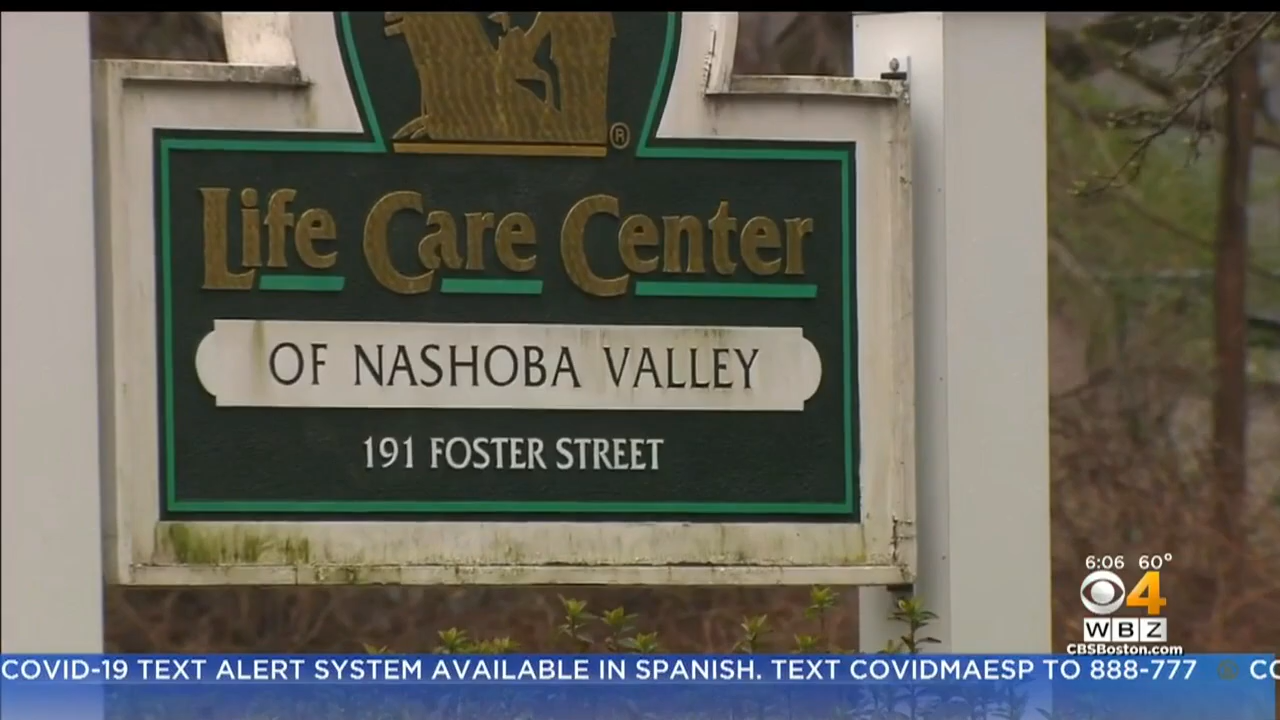 ®
Life Care Center
OF NASHOBA VALLEY
191 FOSTER STREET
6:06 60°
4
WBZ
CBSBoston.com
COVID-19 TEXT ALERT SYSTEM AVAILABLE IN SPANISH. TEXT COVIDMAESP TO 888-777